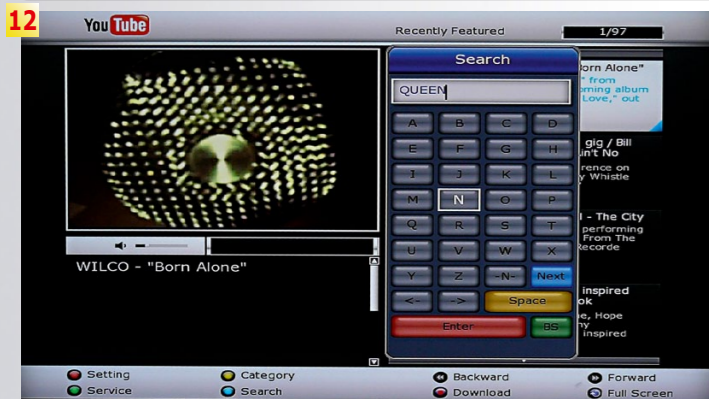 12
YouTube
Recently Featured
1/97
Search
QUEEN
A B C D
E F G H
I J K L
M N O P
Q R S T
U V W X
Y Z -N- Next
<- -> Space
Enter BS
WILCO - "Born Alone"
Born Alone"
" from
oming album
Love," out
gig / Bill
in't No
rence on
y Whistle
l - The City
performing
From The
Recorde
inspired
ok
e, Hope
ny
inspired
Setting
Category
Backward
Forward
Service
Search
Download
Full Screen